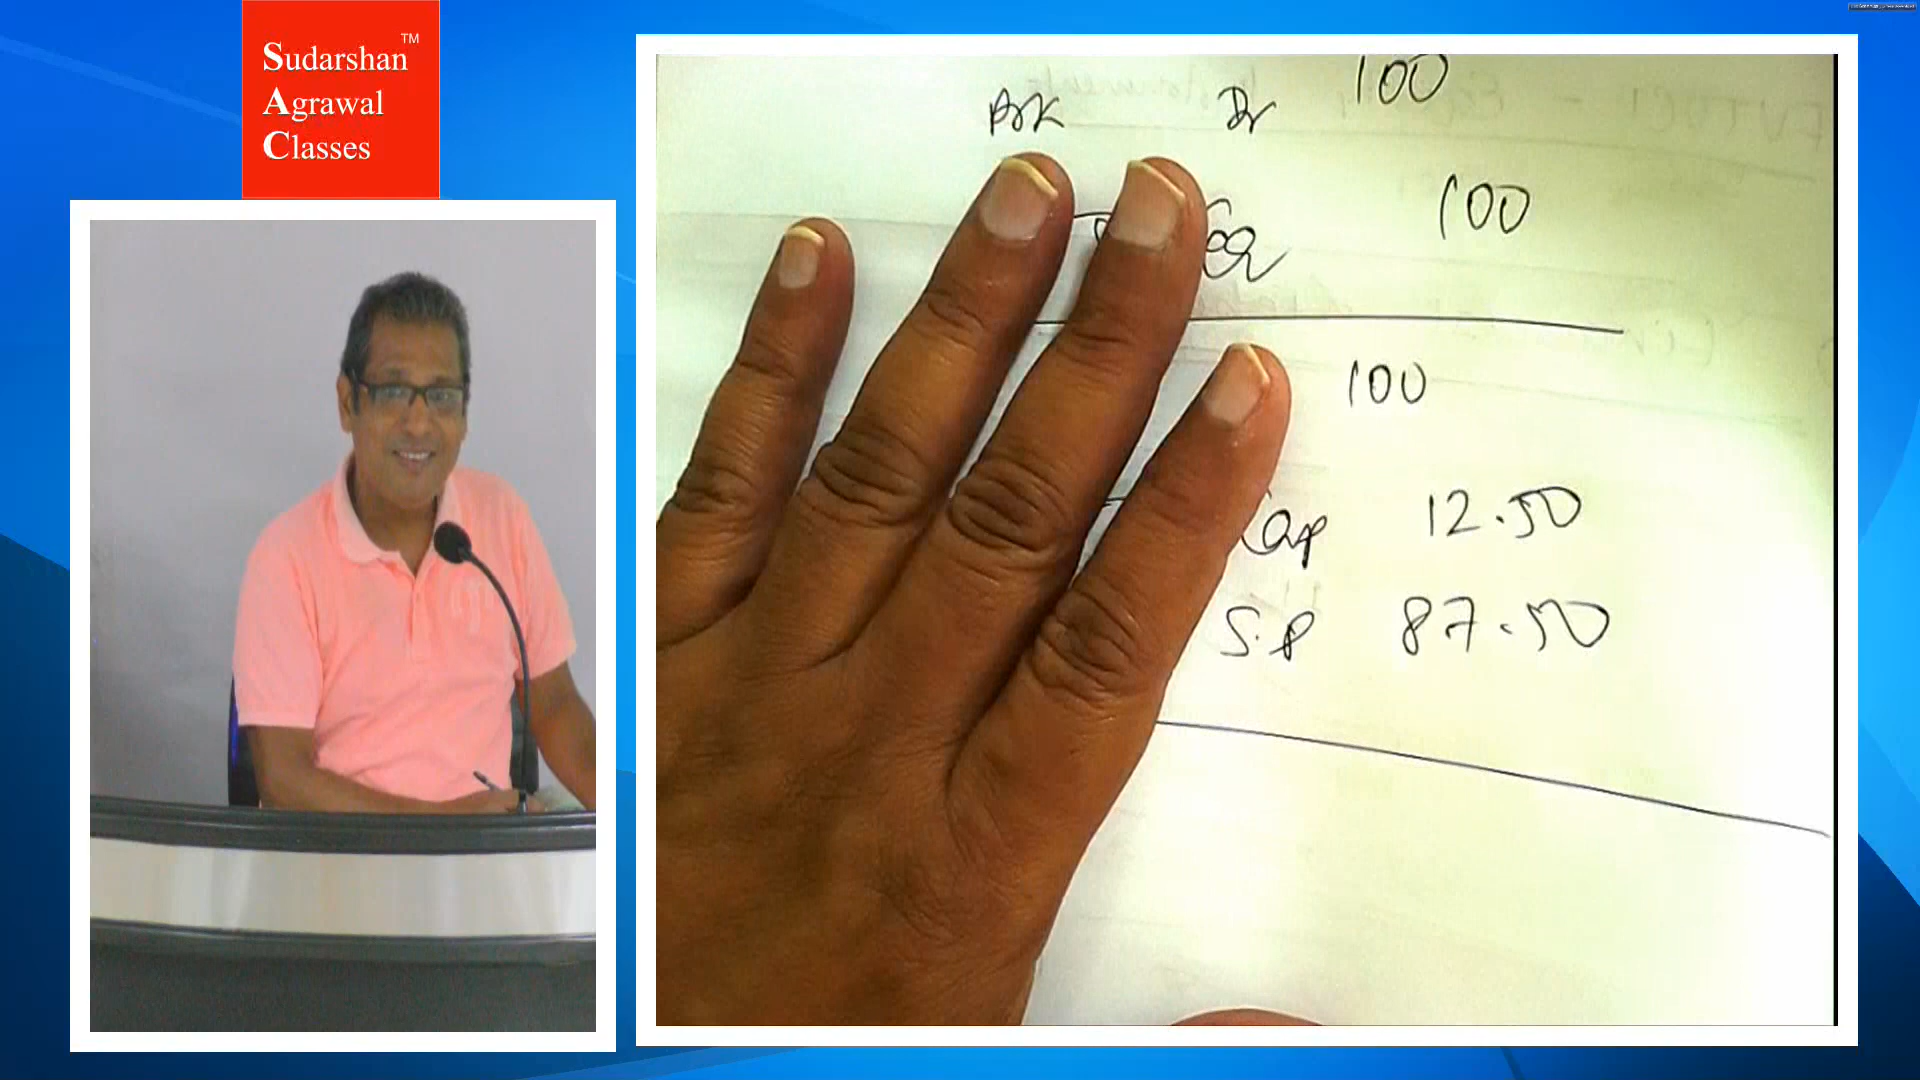 Sudarshan™
Agrawal
Classes
100
Dr
100
100
Cap 12.50
S.P 87.50